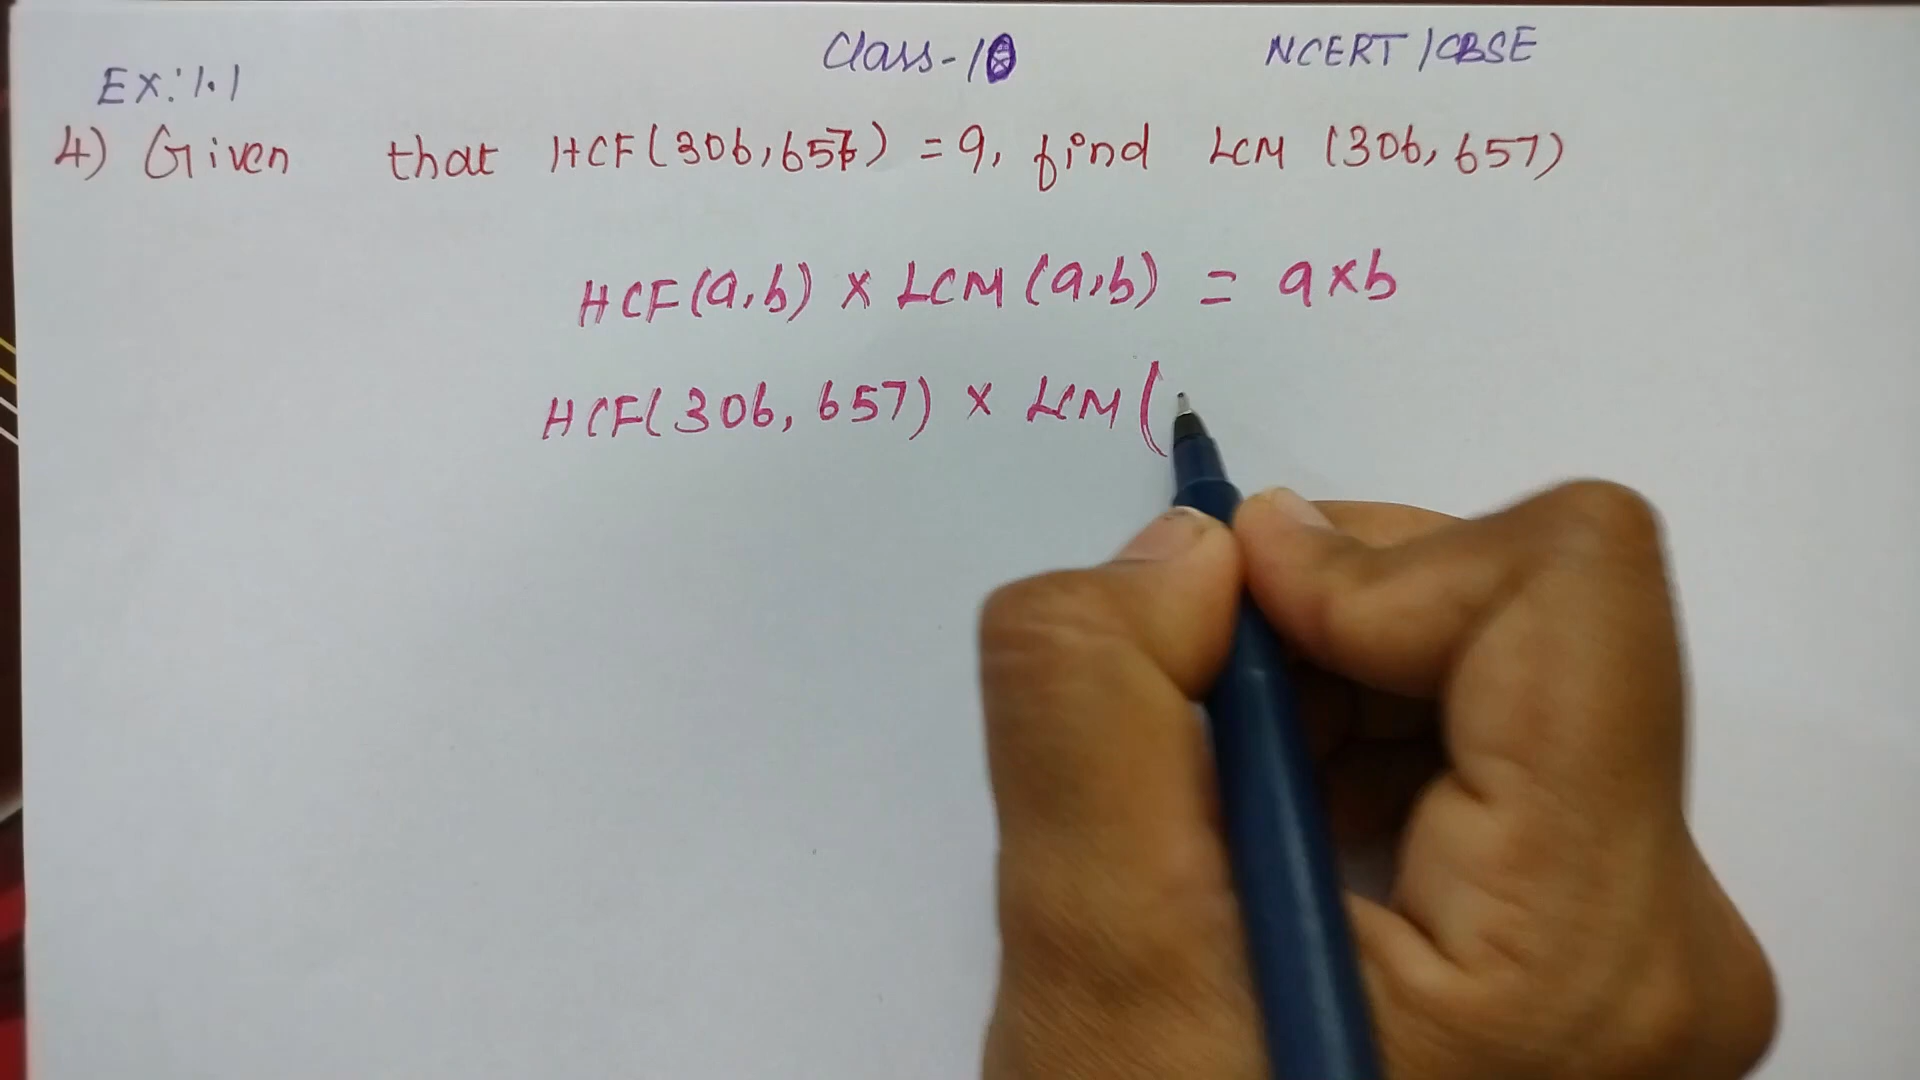 Class-10 NCERT/CBSE
Ex:1.1
4) Given that HCF(306,657) = 9, find LCM (306, 657)
HCF(a,b) × LCM(a,b) = a×b
HCF(306, 657) × LCM(